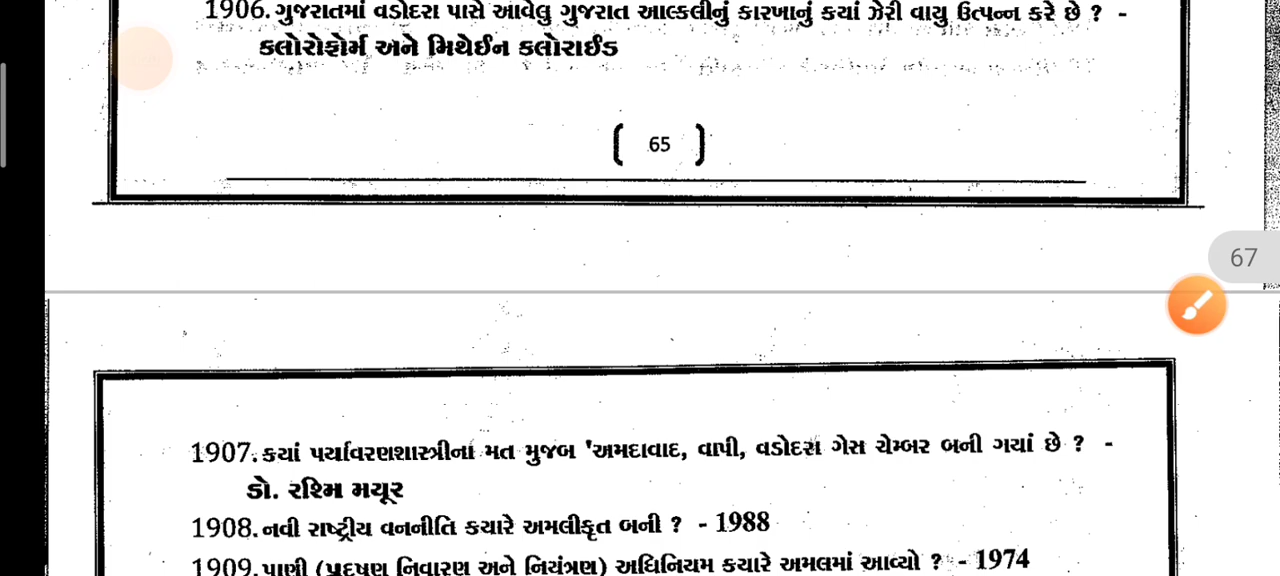 1906. ગુજરાતમાં વડોદરા પાસે આવેલુ ગુજરાત આલ્કલીનું કારખાનું કયાં ઝેરી વાયુ ઉત્પન્ન કરે છે ? -
કલોરોફોર્મ અને મિથેઈન કલોરાઈડ
( 65 )
67
1907. કયાં પર્યાવરણશાસ્ત્રીનાં મત મુજબ 'અમદાવાદ, વાપી, વડોદરા ગેસ ચેમ્બર બની ગયાં છે ? -
ડો. રશ્મિ મયૂર
1908. નવી રાષ્ટ્રીય વનનીતિ કયારે અમલીકૃત બની ? - 1988
1909. પાણી (પ્રદૂષણ નિવારણ અને નિયંત્રણ) અધિનિયમ કયારે અમલમાં આવ્યો ? - 1974